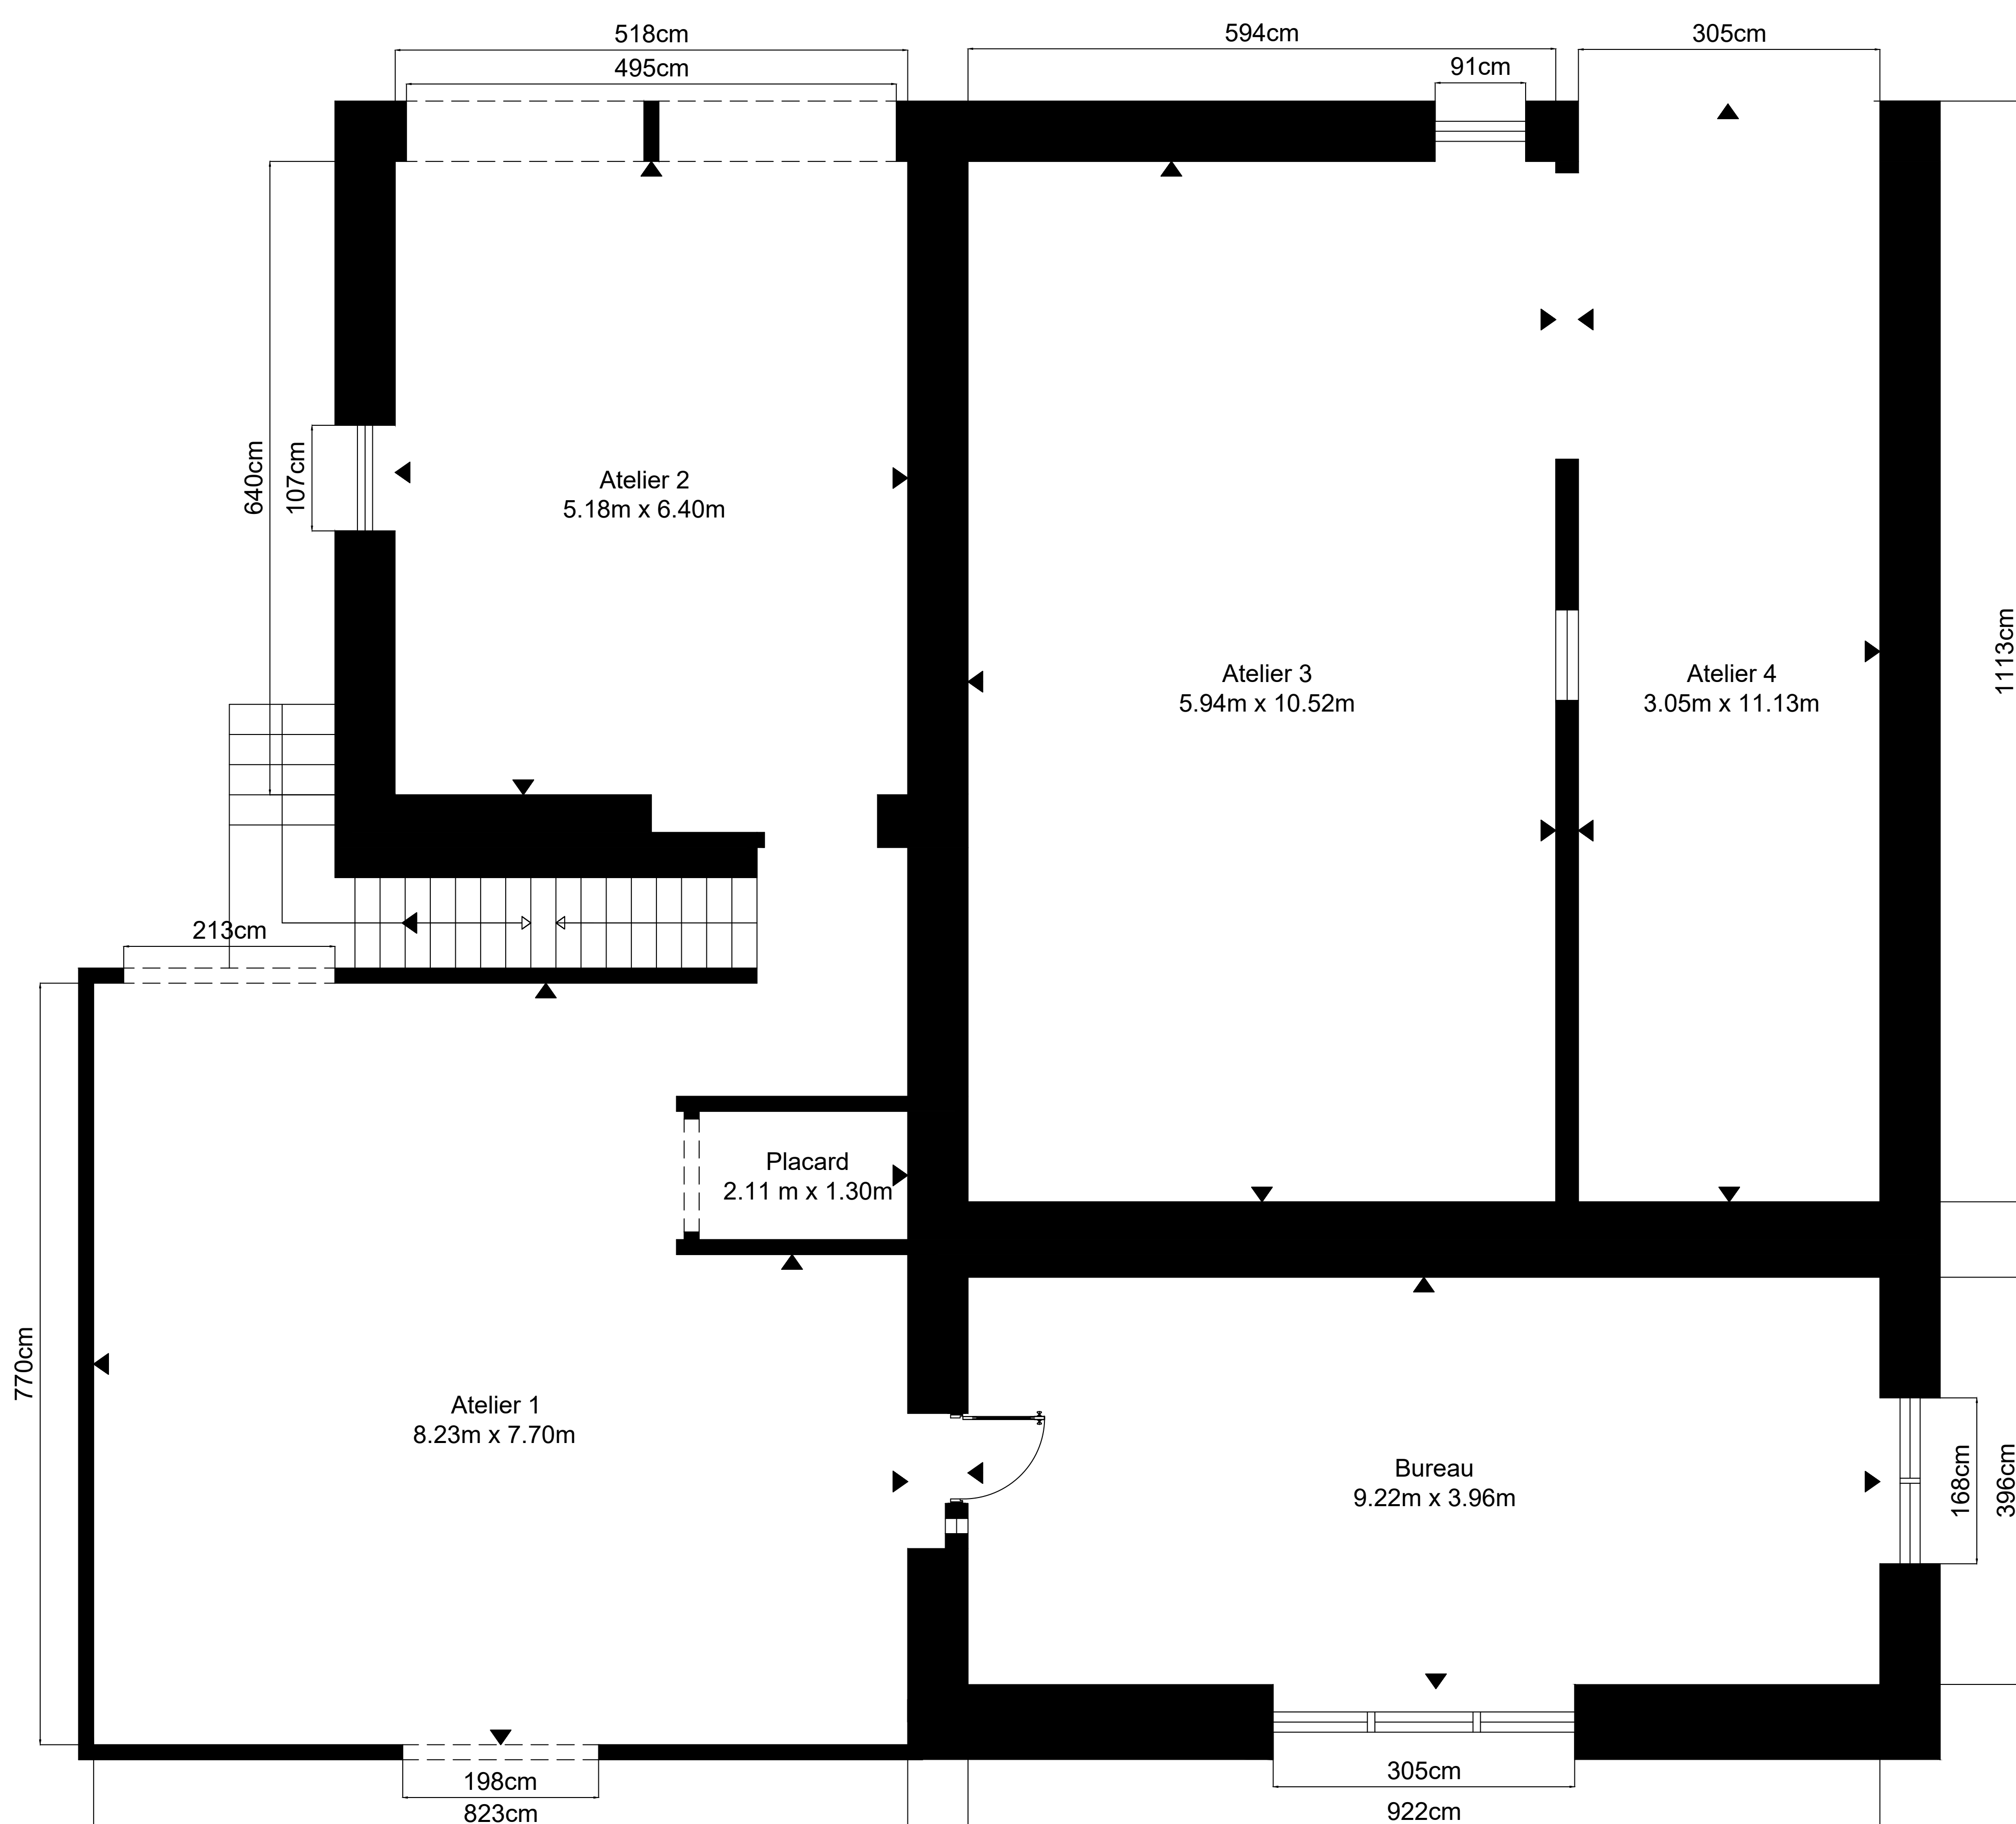 518cm
495cm
594cm
91cm
305cm
640cm
107cm
Atelier 2
5.18m x 6.40m
Atelier 3
5.94m x 10.52m
Atelier 4
3.05m x 11.13m
1113cm
213cm
Placard
2.11 m x 1.30m
770cm
Atelier 1
8.23m x 7.70m
Bureau
9.22m x 3.96m
168cm
396cm
198cm
823cm
305cm
922cm